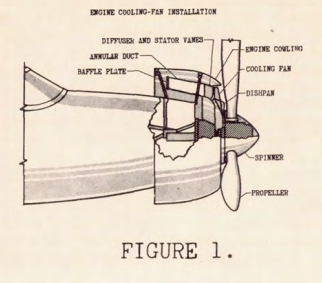 ENGINE COOLING-FAN INSTALLATION
DIFFUSER AND STATOR VANES
ENGINE COWLING
ANNULAR DUCT
COOLING FAN
BAFFLE PLATE
DISHPAN
SPINNER
PROPELLER
FIGURE 1.